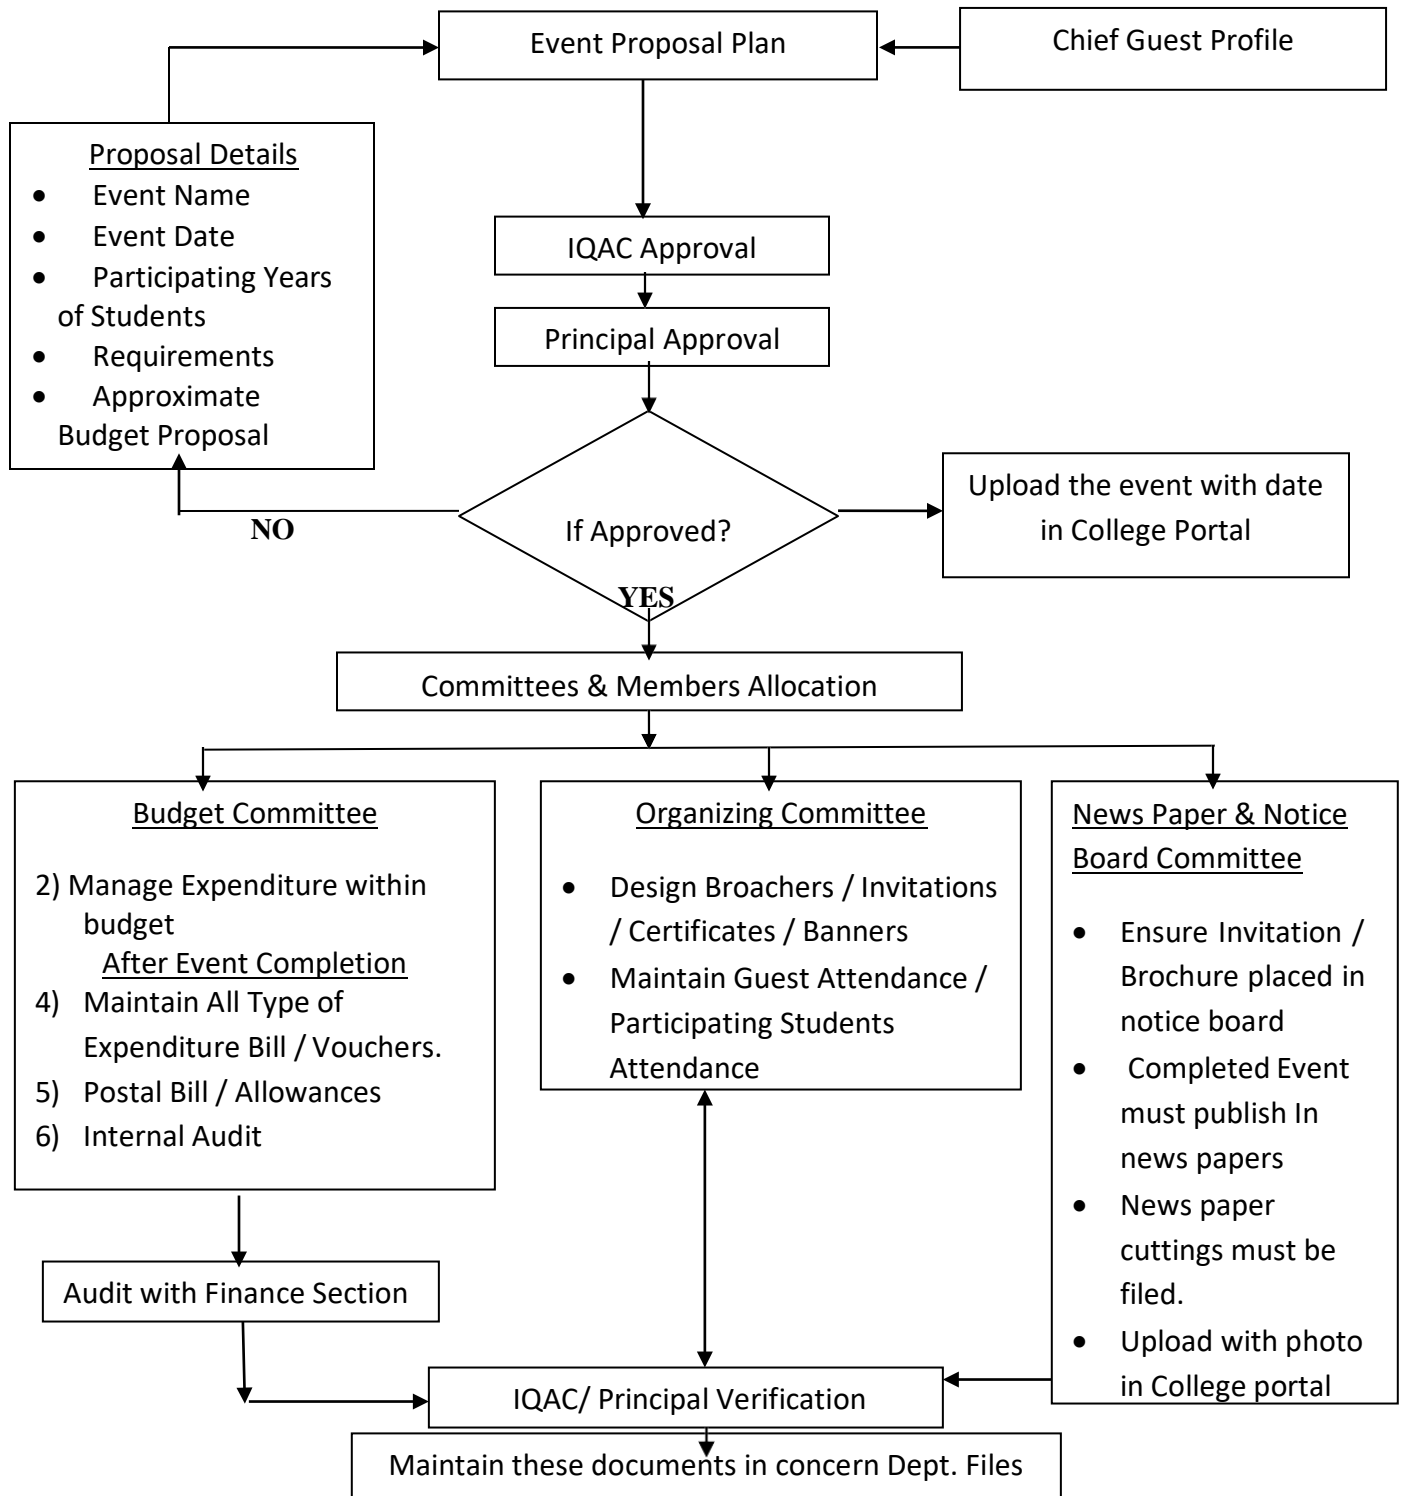 Event Proposal Plan
Chief Guest Profile
Proposal Details
• Event Name
• Event Date
• Participating Years
of Students
• Requirements
• Approximate
Budget Proposal
IQAC Approval
Principal Approval
If Approved?
NO
YES
Upload the event with date
in College Portal
Committees & Members Allocation
Budget Committee
2) Manage Expenditure within
budget
After Event Completion
4) Maintain All Type of
Expenditure Bill / Vouchers.
5) Postal Bill / Allowances
6) Internal Audit
Organizing Committee
• Design Broachers / Invitations
/ Certificates / Banners
• Maintain Guest Attendance /
Participating Students
Attendance
News Paper & Notice
Board Committee
• Ensure Invitation /
Brochure placed in
notice board
• Completed Event
must publish In
news papers
• News paper
cuttings must be
filed.
• Upload with photo
in College portal
Audit with Finance Section
IQAC/ Principal Verification
Maintain these documents in concern Dept. Files